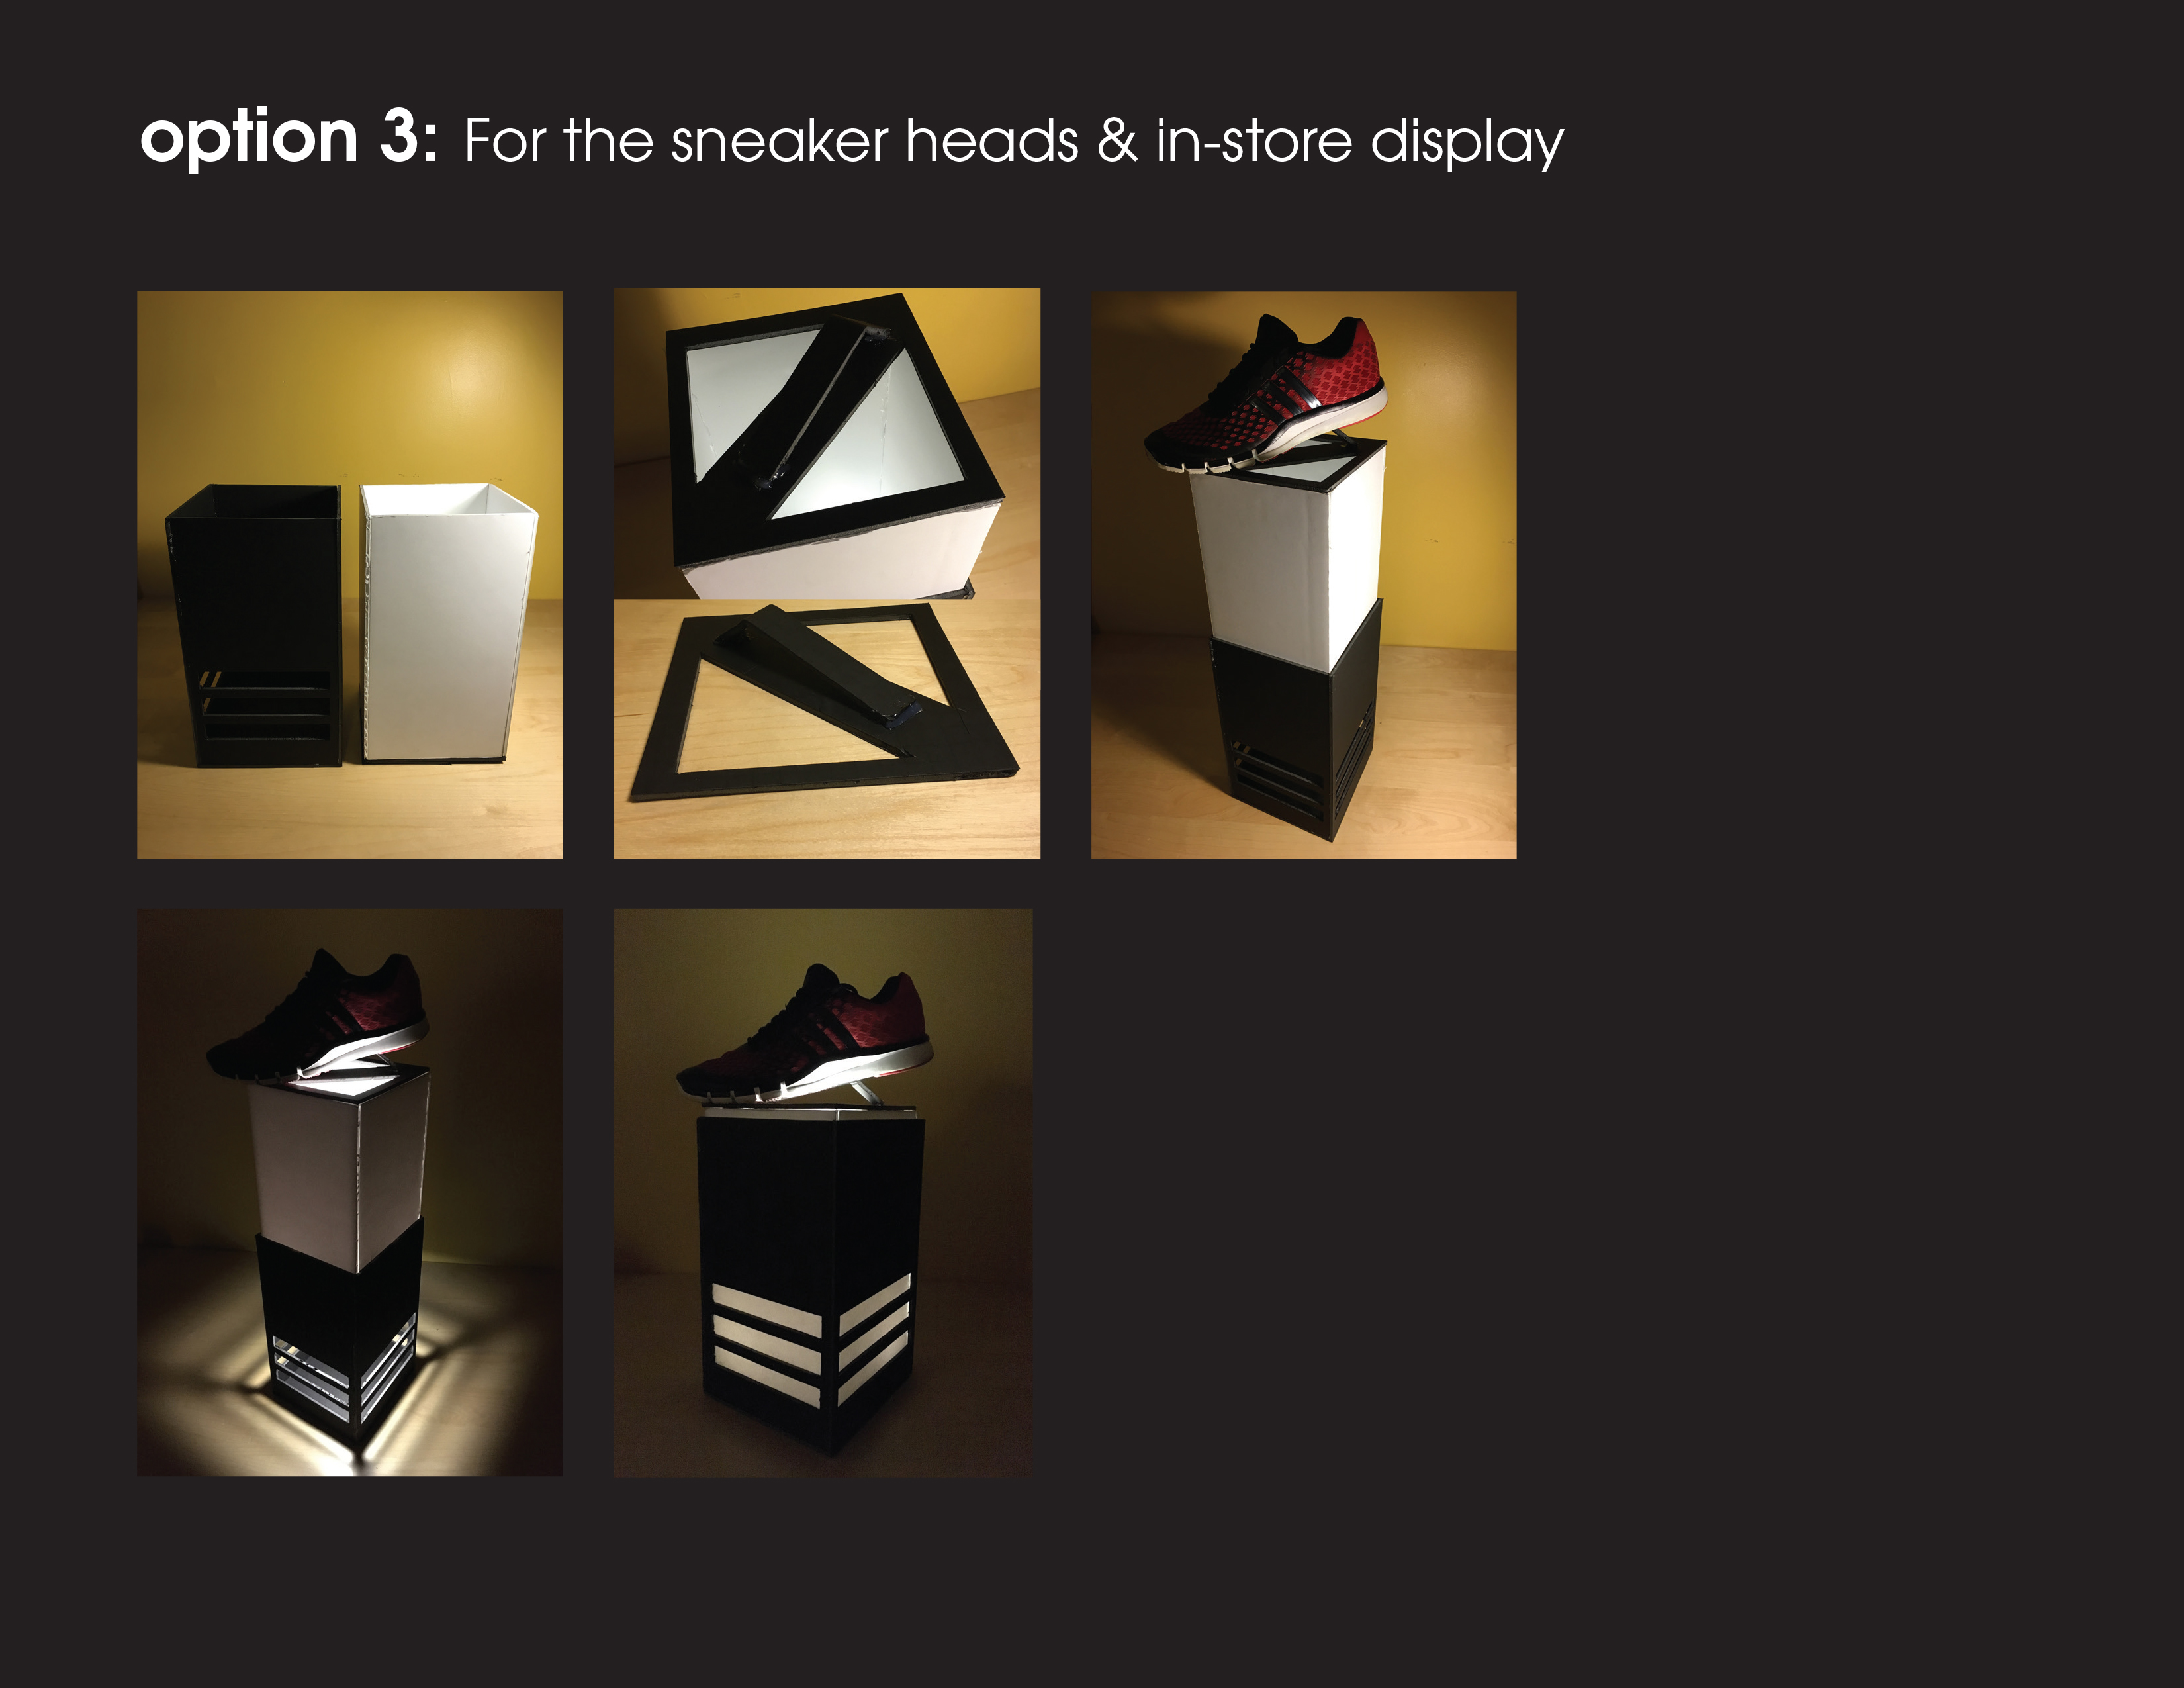 option 3: For the sneaker heads & in-store display